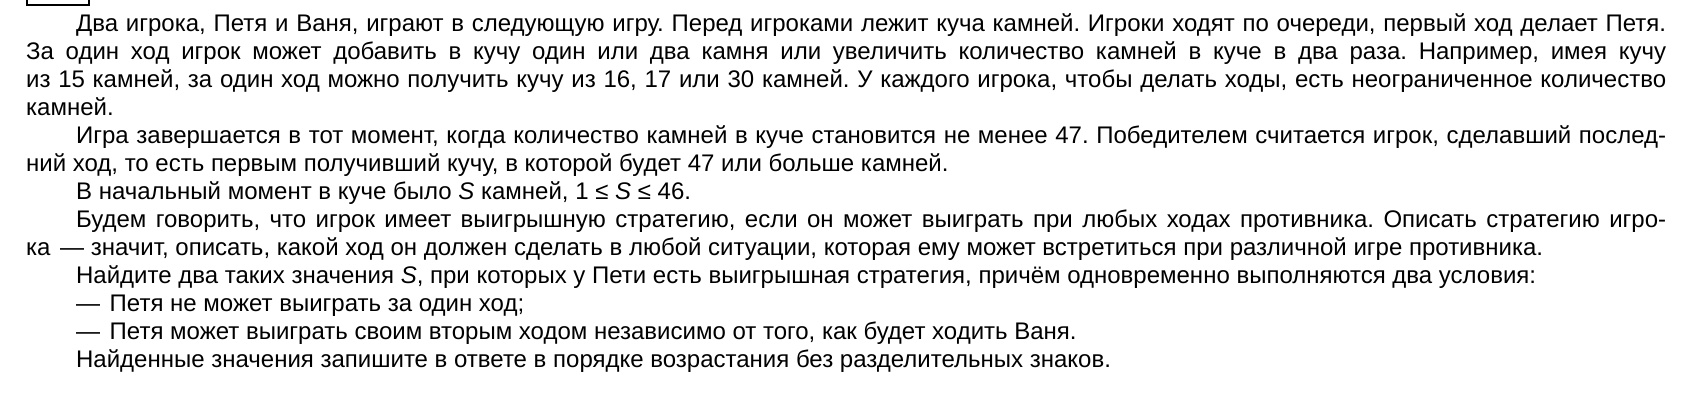 Два игрока, Петя и Ваня, играют в следующую игру. Перед игроками лежит куча камней. Игроки ходят по очереди, первый ход делает Петя.
За один ход игрок может добавить в кучу один или два камня или увеличить количество камней в куче в два раза. Например, имея кучу
из 15 камней, за один ход можно получить кучу из 16, 17 или 30 камней. У каждого игрока, чтобы делать ходы, есть неограниченное количество
камней.
Игра завершается в тот момент, когда количество камней в куче становится не менее 47. Победителем считается игрок, сделавший послед-
ний ход, то есть первым получивший кучу, в которой будет 47 или больше камней.
В начальный момент в куче было S камней, 1 ≤ S ≤ 46.
Будем говорить, что игрок имеет выигрышную стратегию, если он может выиграть при любых ходах противника. Описать стратегию игро-
ка — значит, описать, какой ход он должен сделать в любой ситуации, которая ему может встретиться при различной игре противника.
Найдите два таких значения S, при которых у Пети есть выигрышная стратегия, причём одновременно выполняются два условия:
— Петя не может выиграть за один ход;
— Петя может выиграть своим вторым ходом независимо от того, как будет ходить Ваня.
Найденные значения запишите в ответе в порядке возрастания без разделительных знаков.